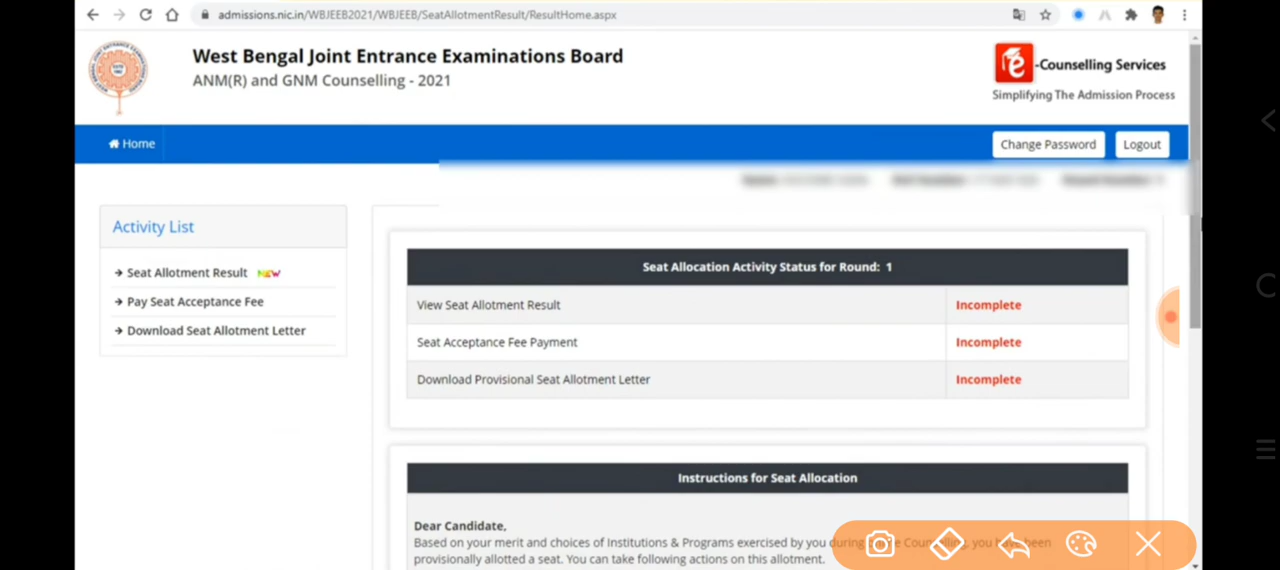 admissions.nic.in/WBJEEB2021/WBJEEB/SeatAllotmentResult/ResultHome.aspx
West Bengal Joint Entrance Examinations Board
ANM(R) and GNM Counselling - 2021
e-Counselling Services
Simplifying The Admission Process
Home
Change Password
Logout
Activity List
Seat Allotment Result NEW
Pay Seat Acceptance Fee
Download Seat Allotment Letter
Seat Allocation Activity Status for Round: 1
View Seat Allotment Result Incomplete
Seat Acceptance Fee Payment Incomplete
Download Provisional Seat Allotment Letter Incomplete
Instructions for Seat Allocation
Dear Candidate,
Based on your merit and choices of Institutions & Programs exercised by you during you have been
provisionally allotted a seat. You can take following actions on this allotment.